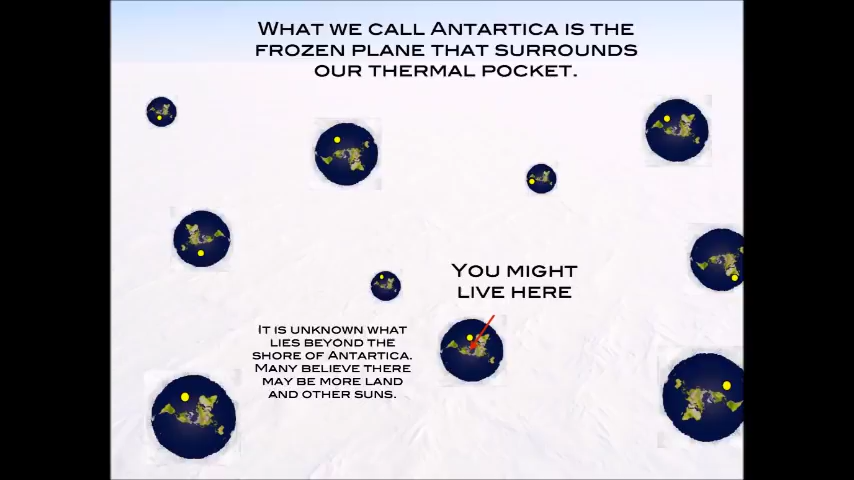 What we call Antartica is the
frozen plane that surrounds
our thermal pocket.
You might
live here
It is unknown what
lies beyond the
shore of Antartica.
Many believe there
may be more land
and other suns.